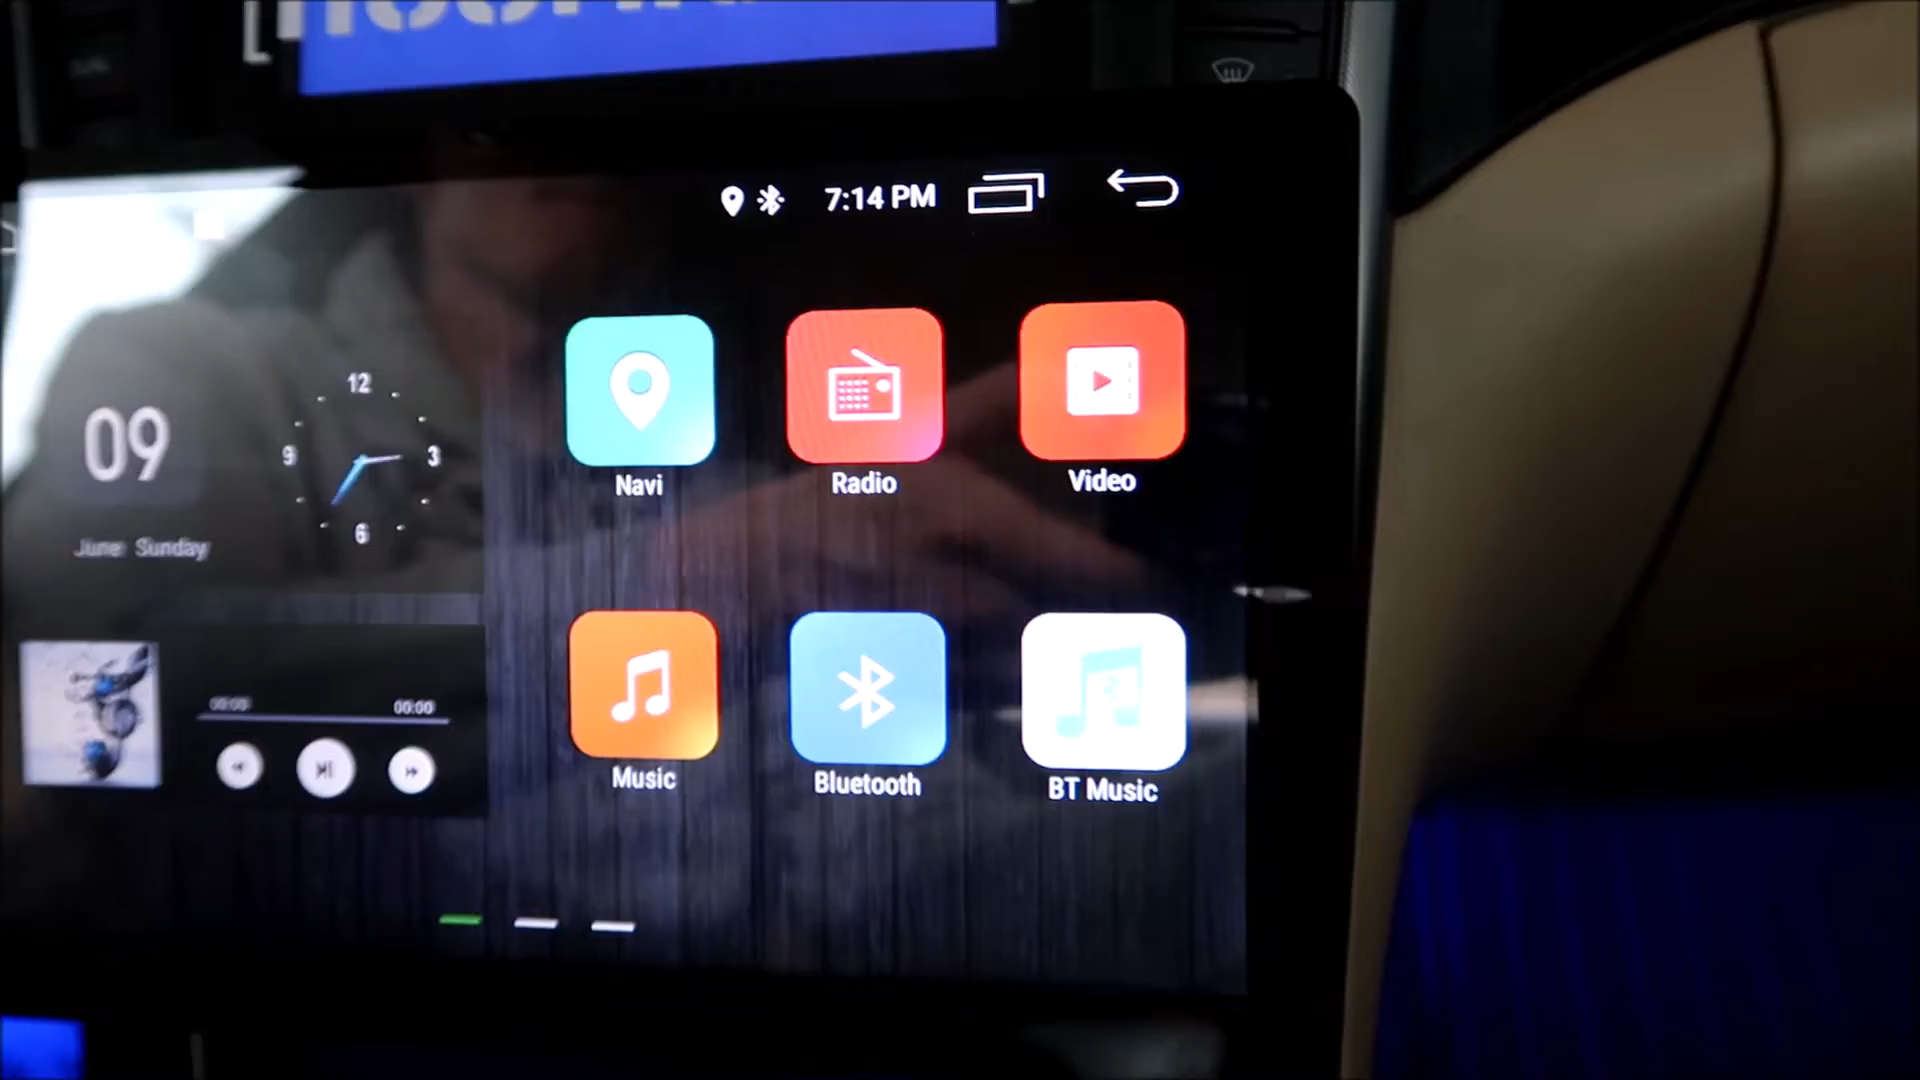 7:14 PM
12
9
3
6
09
June Sunday
Navi
Radio
Video
00:00
00:00
Music
Bluetooth
BT Music